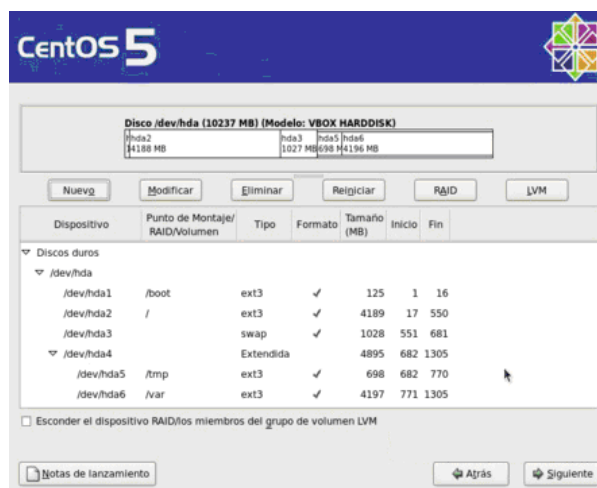 CentOS 5
Disco /dev/hda (10237 MB) (Modelo: VBOX HARDDISK)
hda2 hda3 hda5 hda6
14188 MB 1027 MB 698 M 4196 MB
Nuevo Modificar Eliminar Reiniciar RAID LVM
Dispositivo Punto de Montaje/ RAID/Volumen Tipo Formato Tamaño (MB) Inicio Fin
Discos duros
/dev/hda
/dev/hda1 /boot ext3 ✓ 125 1 16
/dev/hda2 / ext3 ✓ 4189 17 550
/dev/hda3 swap ✓ 1028 551 681
/dev/hda4 Extendida 4895 682 1305
/dev/hda5 /tmp ext3 ✓ 698 682 770
/dev/hda6 /var ext3 ✓ 4197 771 1305
Esconder el dispositivo RAID/los miembros del grupo de volumen LVM
Notas de lanzamiento Atrás Siguiente